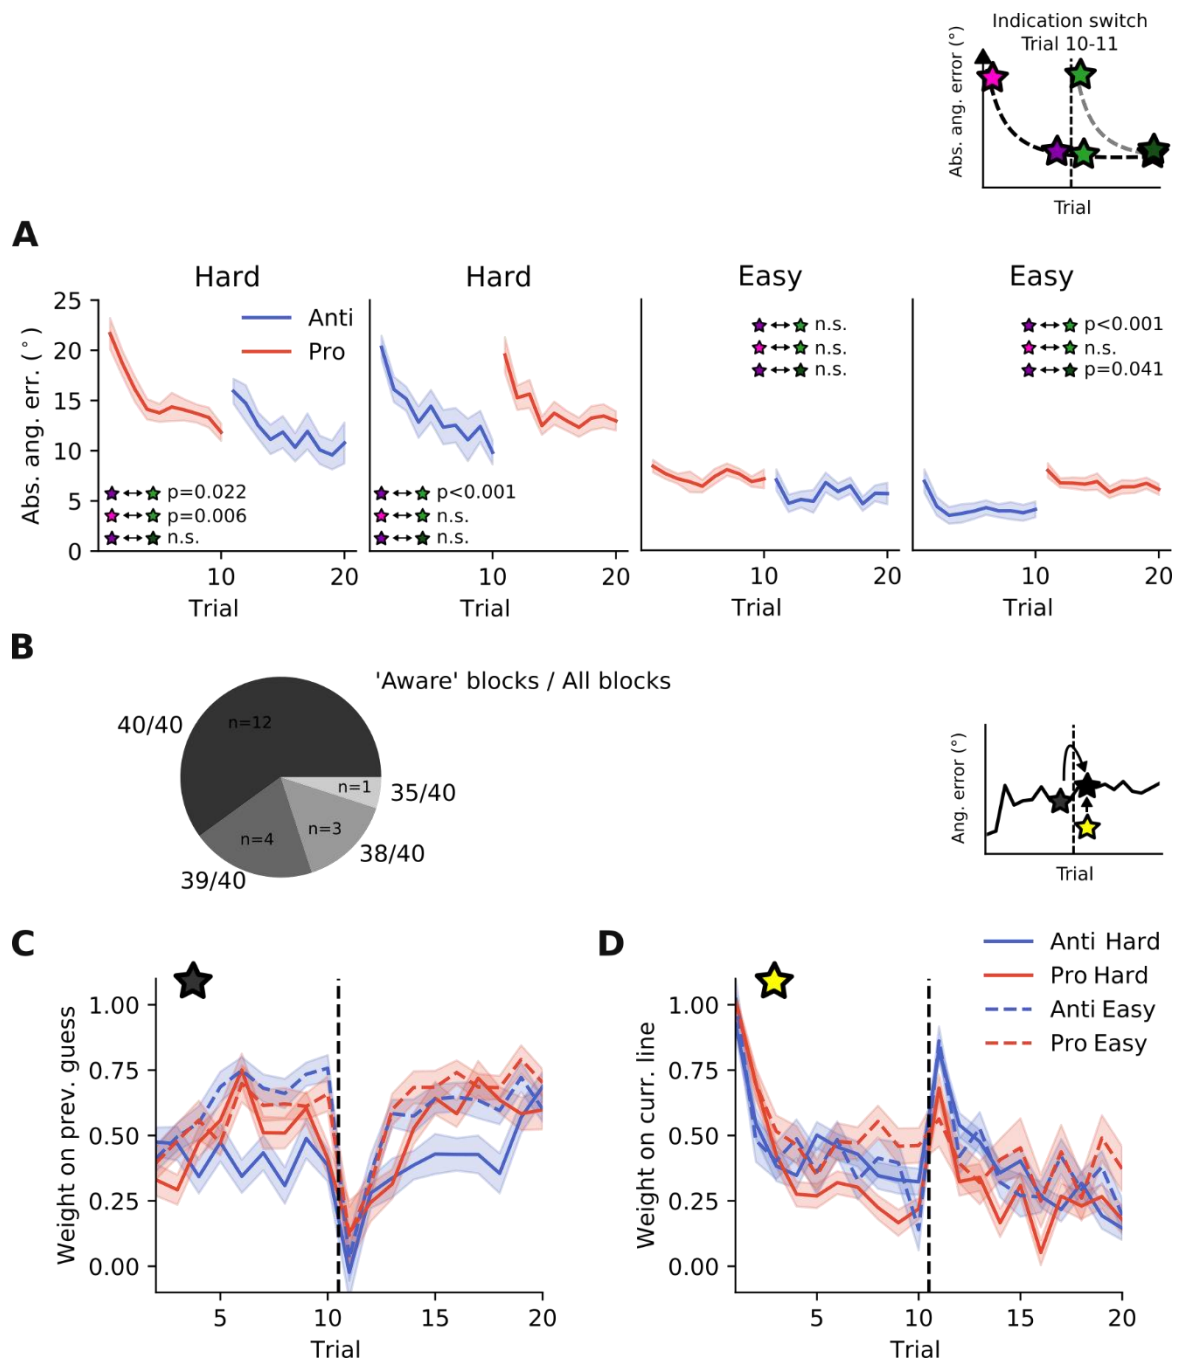 Indication switch
Trial 10-11
Abs. ang. error (°)
Trial
A
Hard
Hard
Easy
Easy
Abs. ang. err. (°)
25
20
15
10
5
0
Anti
Pro
p=0.022
p=0.006
n.s.
p<0.001
n.s.
n.s.
n.s.
n.s.
n.s.
p<0.001
n.s.
p=0.041
10 20
10 20
10 20
10 20
Trial
Trial
Trial
Trial
B
'Aware' blocks / All blocks
40/40
n=12
n=1
35/40
n=3
38/40
n=4
39/40
Ang. error (°)
Trial
C
Weight on prev. guess
1.00
0.75
0.50
0.25
0.00
5 10 15 20
Trial
D
Weight on curr. line
1.00
0.75
0.50
0.25
0.00
5 10 15 20
Trial
Anti Hard
Pro Hard
Anti Easy
Pro Easy